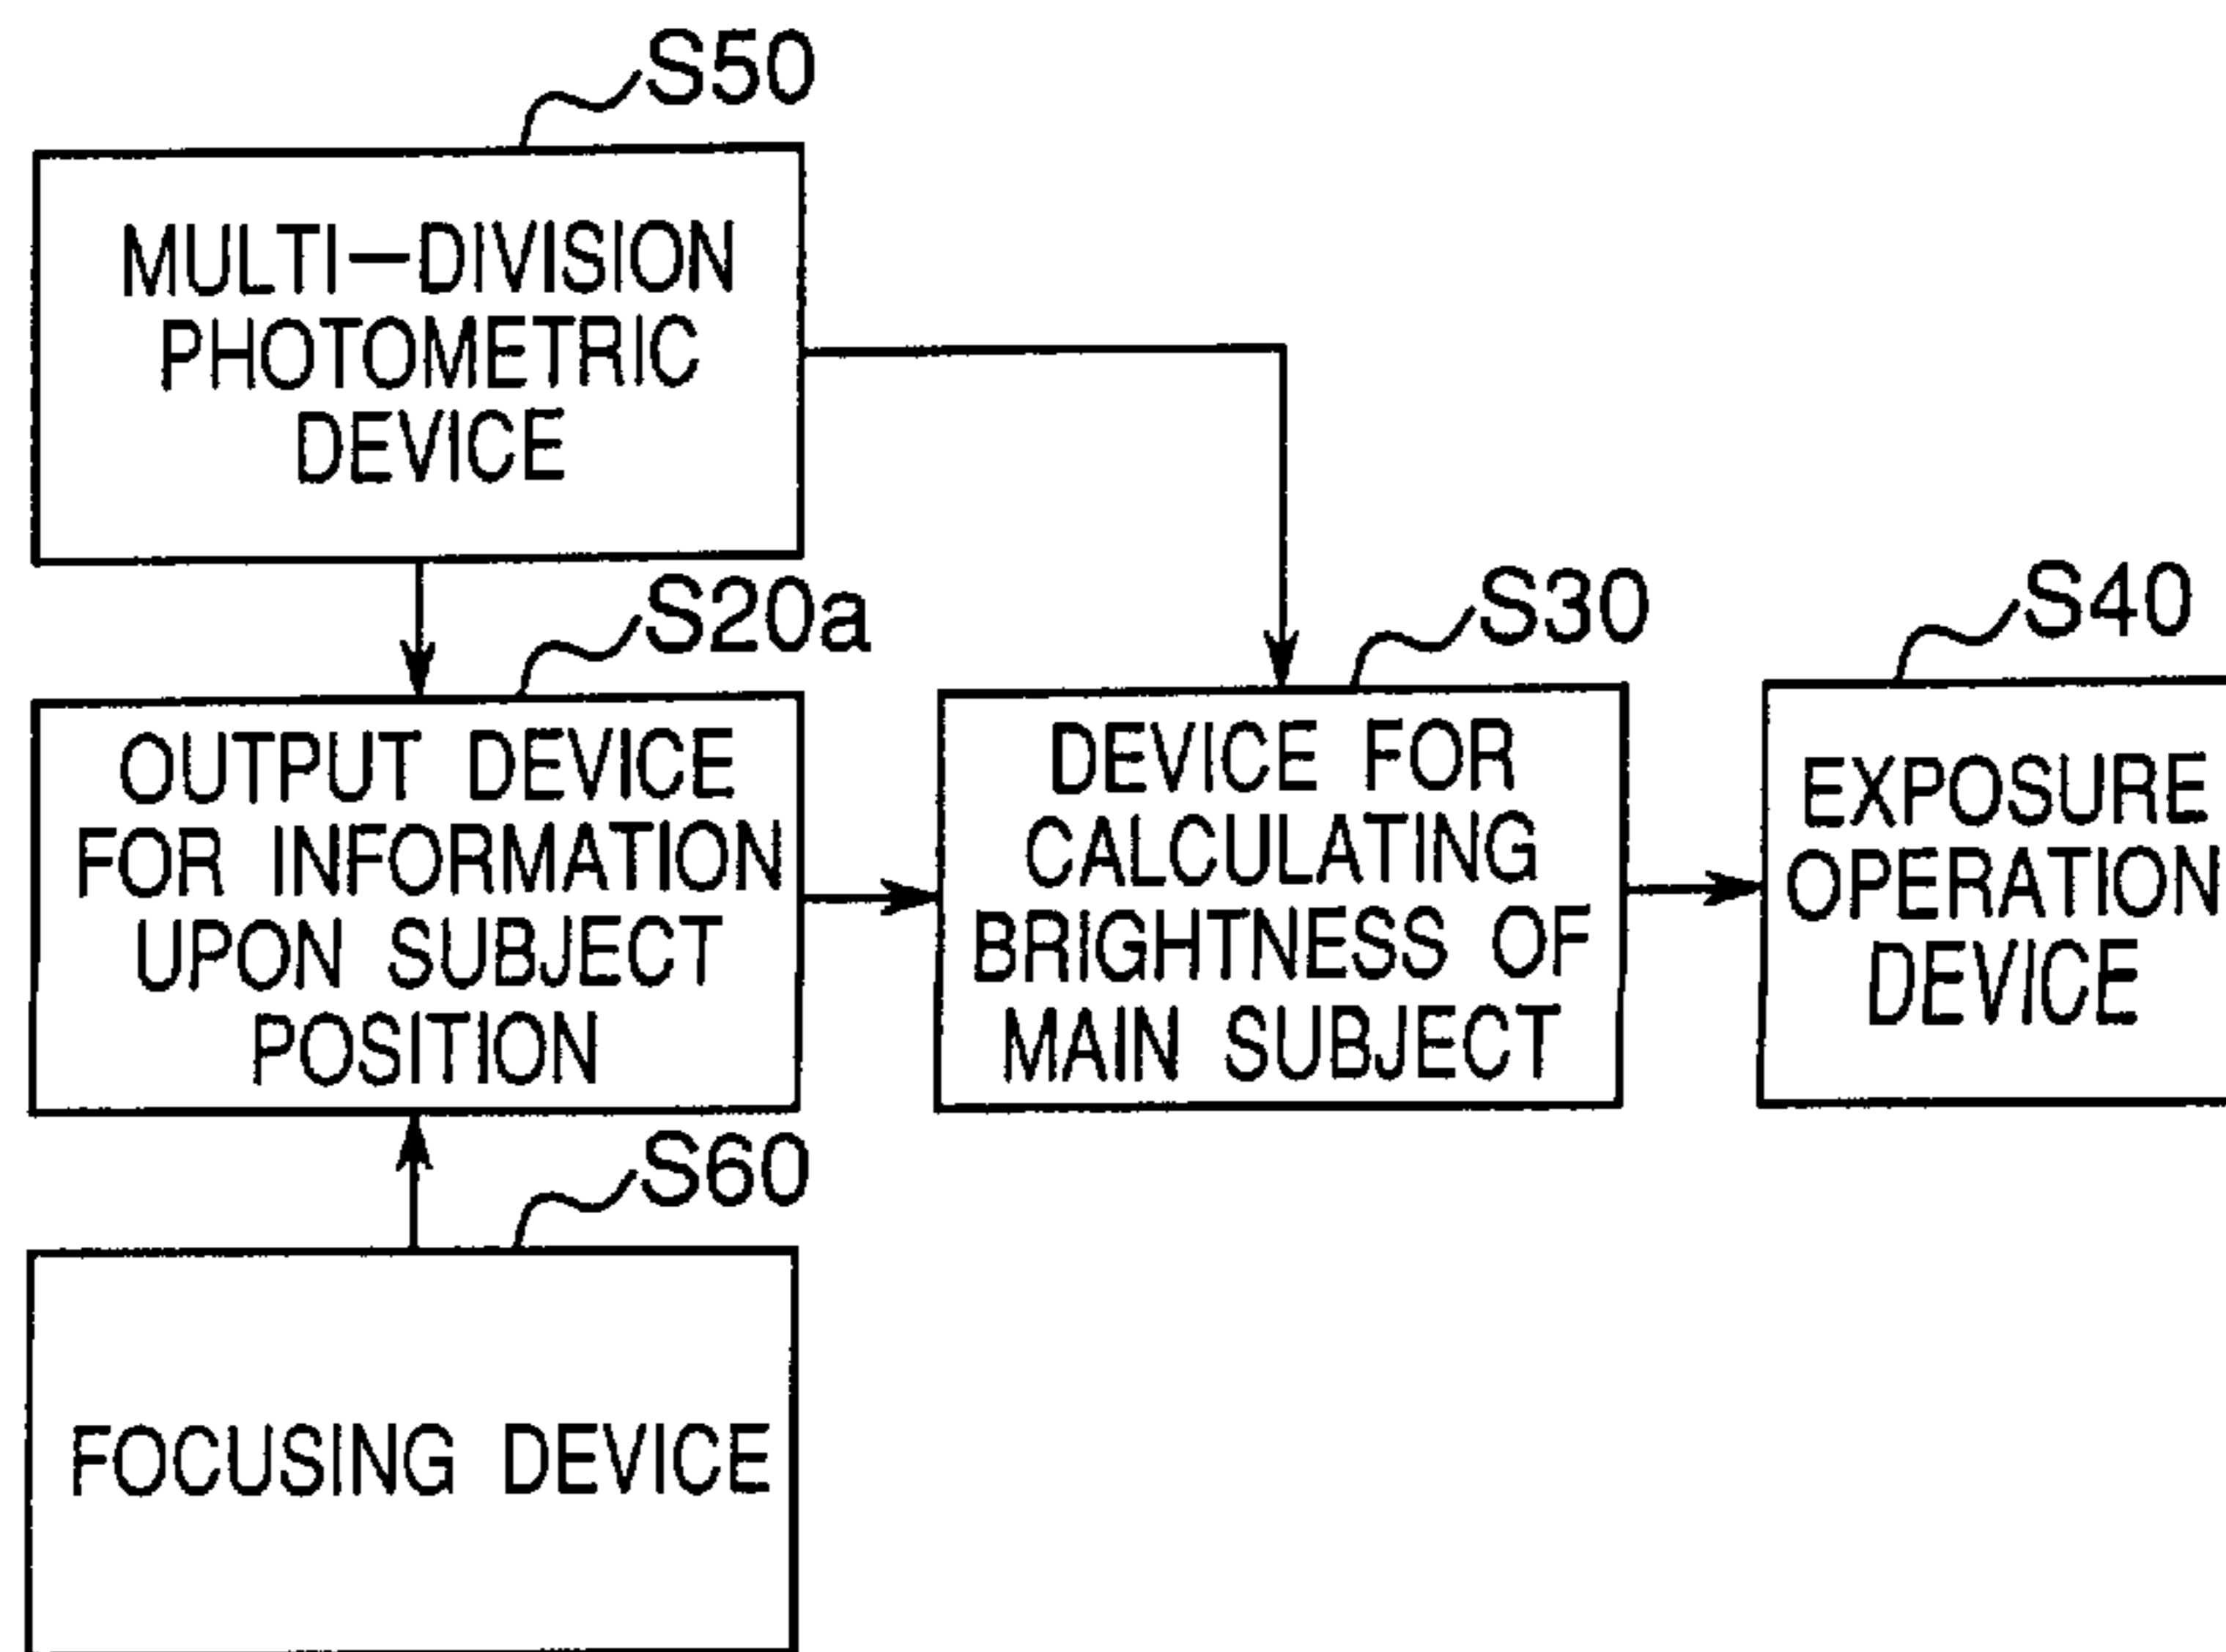 S50
MULTI-DIVISION
PHOTOMETRIC
DEVICE
S20a
OUTPUT DEVICE
FOR INFORMATION
UPON SUBJECT
POSITION
S30
DEVICE FOR
CALCULATING
BRIGHTNESS OF
MAIN SUBJECT
S40
EXPOSURE
OPERATION
DEVICE
S60
FOCUSING DEVICE